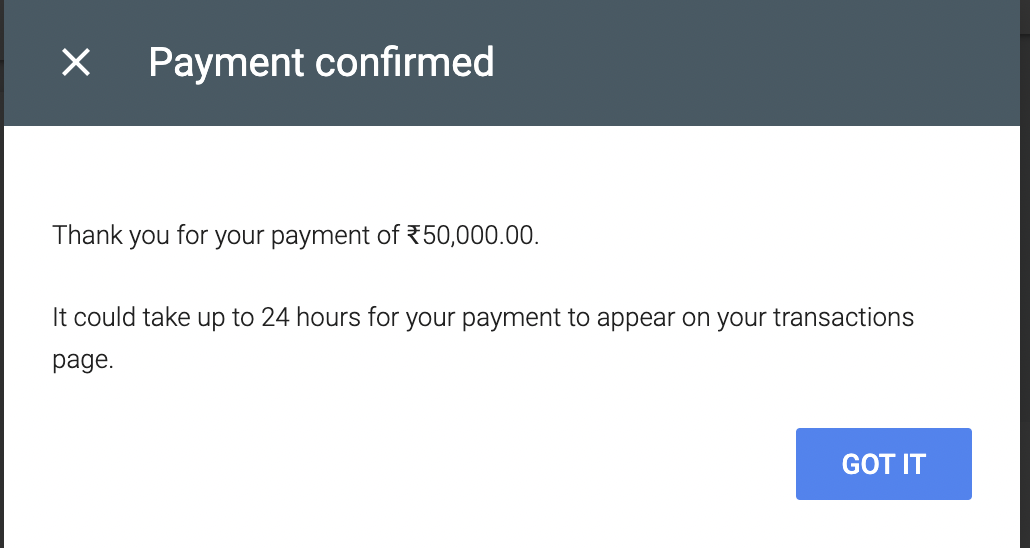 Payment confirmed
Thank you for your payment of ₹50,000.00.
It could take up to 24 hours for your payment to appear on your transactions
page.
GOT IT